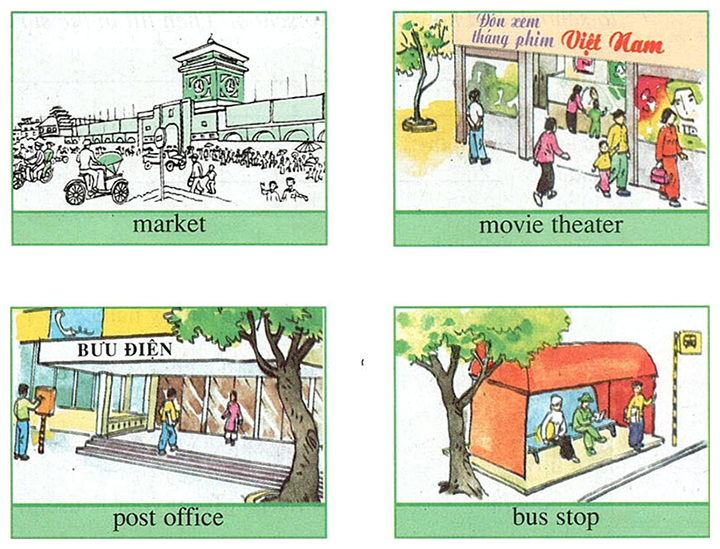 market
Đón xem
tháng phim Việt Nam
movie theater
BƯU ĐIỆN
post office
bus stop